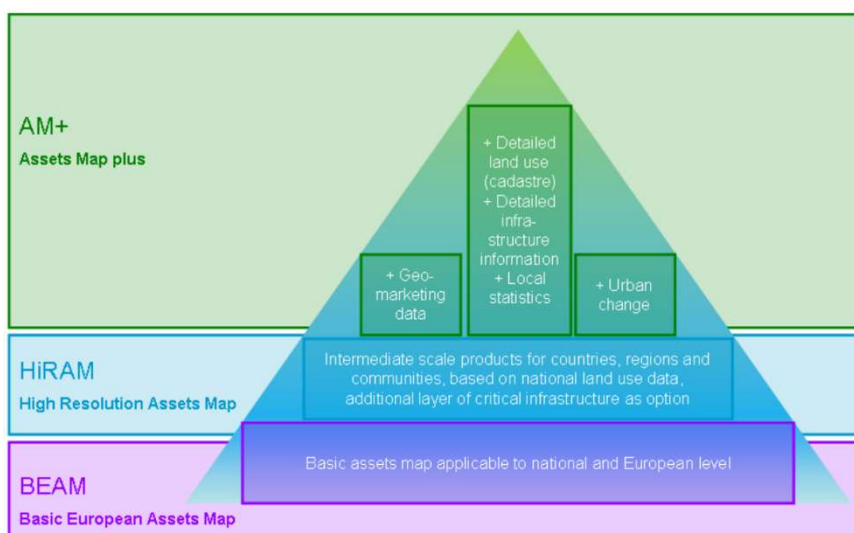 AM+
Assets Map plus
+ Detailed
land use
(cadastre)
+ Detailed
infra-
structure
information
+ Local
statistics
+ Geo-
marketing
data
+ Urban
change
HiRAM
High Resolution Assets Map
Intermediate scale products for countries, regions and
communities, based on national land use data,
additional layer of critical infrastructure as option
BEAM
Basic European Assets Map
Basic assets map applicable to national and European level